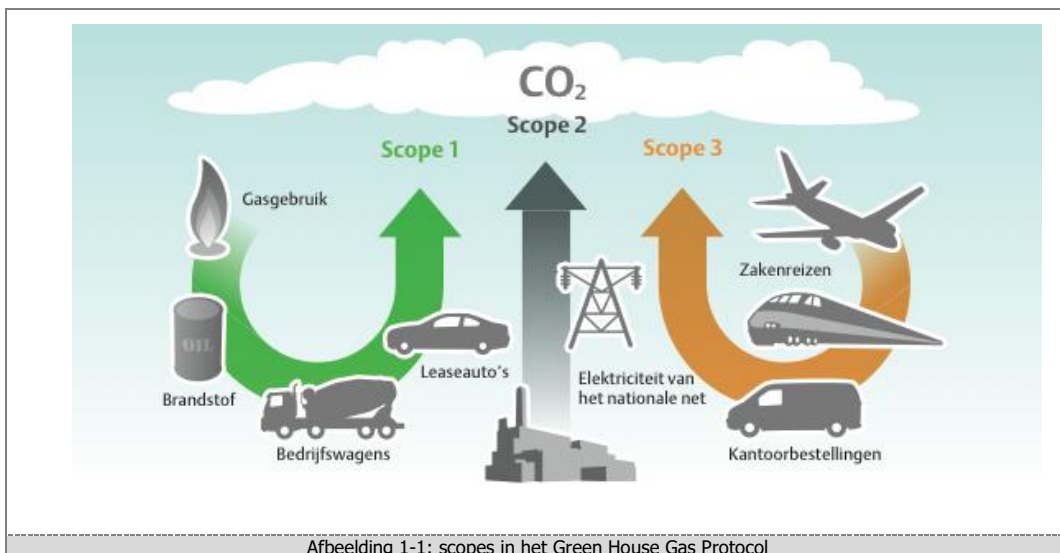 CO₂
Scope 2
Scope 1
Scope 3
Gasgebruik
Zakenreizen
OIL
Leaseauto's
Elektriciteit van
het nationale net
Brandstof
Bedrijfswagens
Kantoorbestellingen
Afbeelding 1-1: scopes in het Green House Gas Protocol